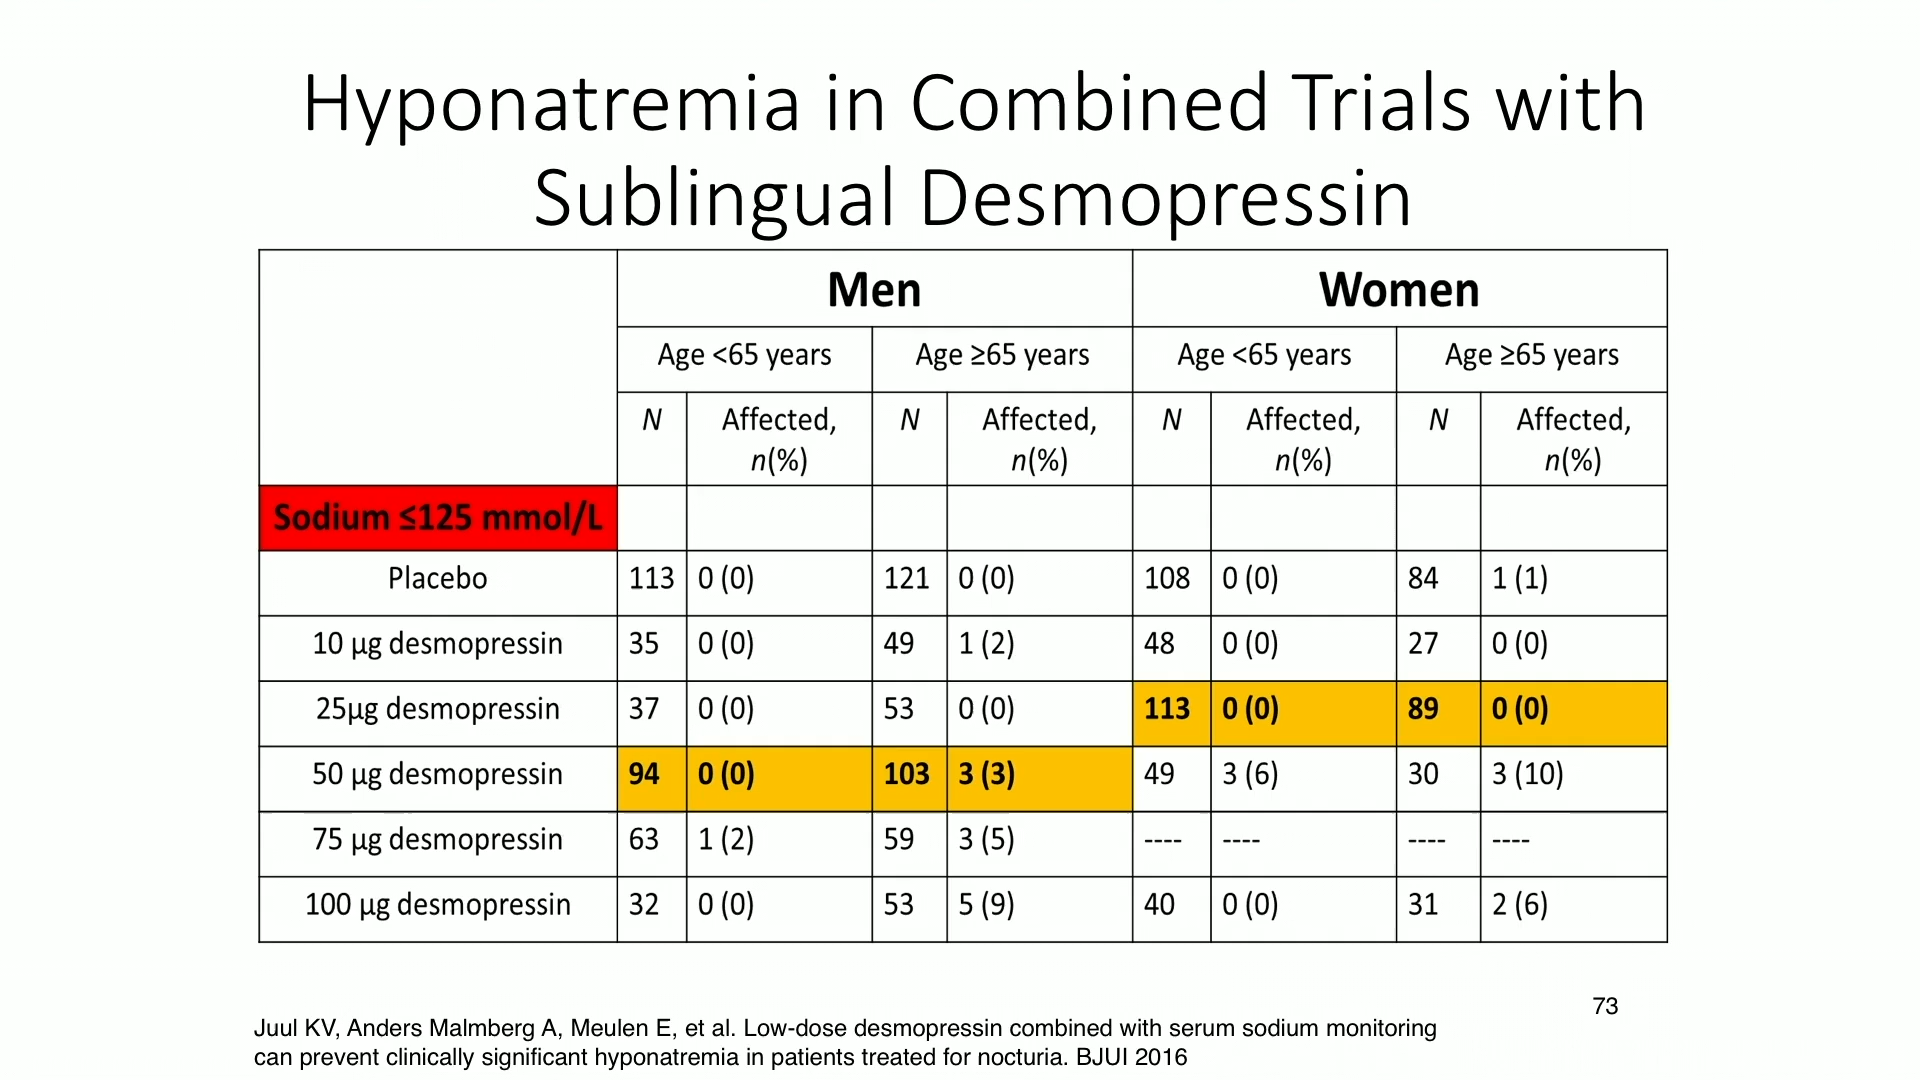 Hyponatremia in Combined Trials with
Sublingual Desmopressin
Men Women
Age <65 years Age ≥65 years Age <65 years Age ≥65 years
N Affected, N Affected, N Affected, N Affected,
n(%) n(%) n(%) n(%)
Sodium ≤125 mmol/L
Placebo 113 0 (0) 121 0 (0) 108 0 (0) 84 1 (1)
10 µg desmopressin 35 0 (0) 49 1 (2) 48 0 (0) 27 0 (0)
25µg desmopressin 37 0 (0) 53 0 (0) 113 0 (0) 89 0 (0)
50 µg desmopressin 94 0 (0) 103 3 (3) 49 3 (6) 30 3 (10)
75 µg desmopressin 63 1 (2) 59 3 (5) ---- ---- ---- ----
100 µg desmopressin 32 0 (0) 53 5 (9) 40 0 (0) 31 2 (6)
73
Juul KV, Anders Malmberg A, Meulen E, et al. Low-dose desmopressin combined with serum sodium monitoring
can prevent clinically significant hyponatremia in patients treated for nocturia. BJUI 2016